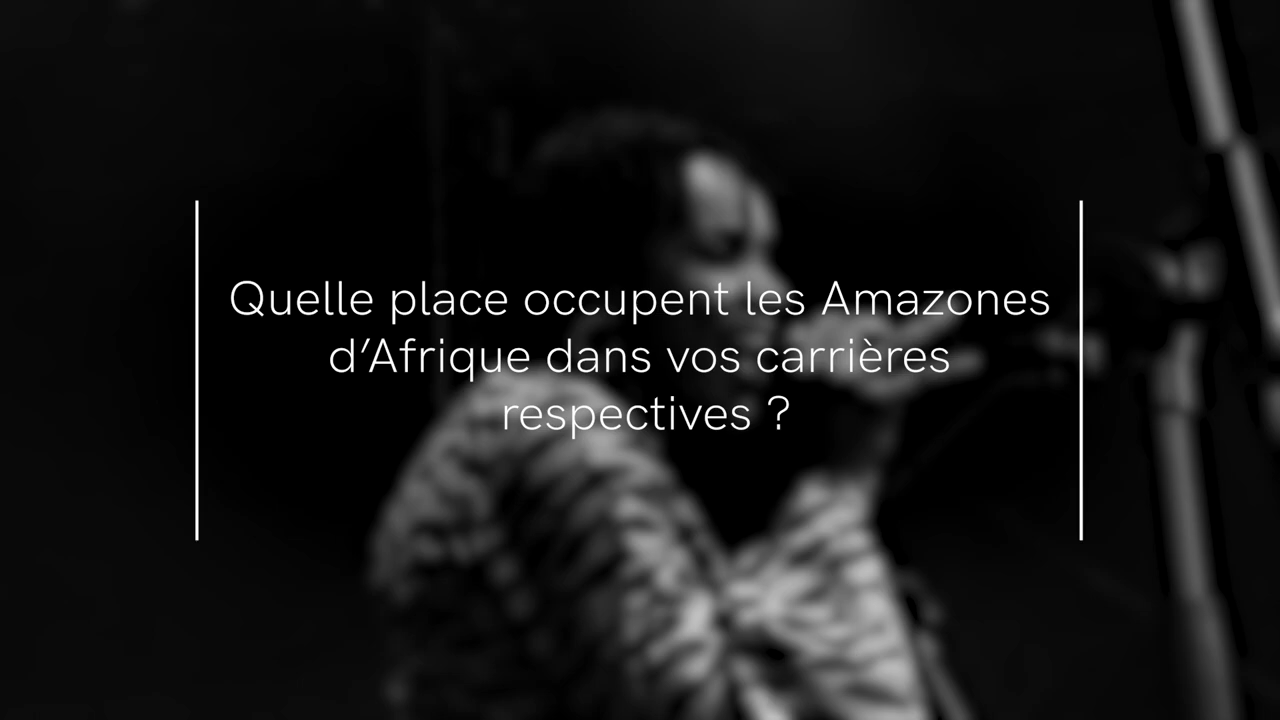 Quelle place occupent les Amazones
d’Afrique dans vos carrières
respectives ?